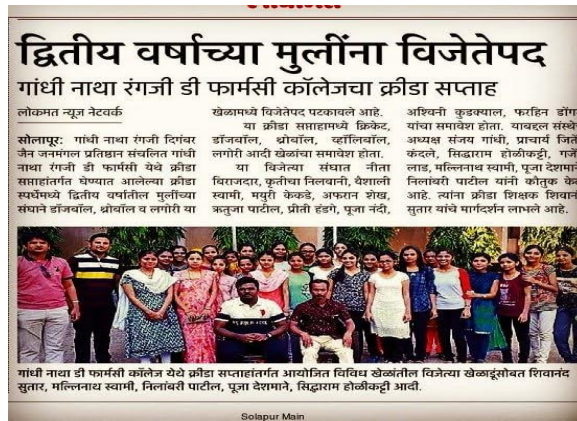 द्वितीय वर्षाच्या मुलींना विजेतेपद
गांधी नाथा रंगजी डी फार्मसी कॉलेजचा क्रीडा सप्ताह
लोकमत न्यूज नेटवर्क
सोलापूर: गांधी नाथा रंगजी दिगंबर
जैन जनमंगल प्रतिष्ठान संचलित गांधी
नाथा रंगजी डी फार्मसी येथे क्रीडा
सप्ताहांतर्गत घेण्यात आलेल्या क्रीडा
स्पर्धेमध्ये द्वितीय वर्षातील मुलींच्या
संघाने डॉजबॉल, थ्रोबॉल व लगोरी या
खेळामध्ये विजेतेपद पटकावले आहे.
या क्रीडा सप्ताहामध्ये क्रिकेट,
डॉजबॉल, थ्रोबॉल, व्हॉलिबॉल,
लगोरी आदी खेळांचा समावेश होता.
या विजेत्या संघात नीता
बिराजदार, कृतीचा निलवानी, वैशाली
स्वामी, मयुरी केकडे, अफरान शेख,
ऋतुजा पाटील, प्रीती हंडगे, पूजा नंदी,
अश्विनी कुडक्याल, फरहिन डोंग
यांचा समावेश होता. याबद्दल संस्थे
अध्यक्ष संजय गांधी, प्राचार्य जिते
कंदले, सिद्धाराम होळीकट्टी, गजे
लाड, मल्लिनाथ स्वामी, पूजा देशमाने
निलांबरी पाटील यांनी कौतुक के
आहे. त्यांना क्रीडा शिक्षक शिवानं
सुतार यांचे मार्गदर्शन लाभले आहे.
गांधी नाथा डी फार्मसी कॉलेज येथे क्रीडा सप्ताहांतर्गत आयोजित विविध खेळांतील विजेत्या खेळाडूंसोबत शिवानंद
सुतार, मल्लिनाथ स्वामी, निलांबरी पाटील, पूजा देशमाने, सिद्धाराम होळीकट्टी आदी.
Solapur Main